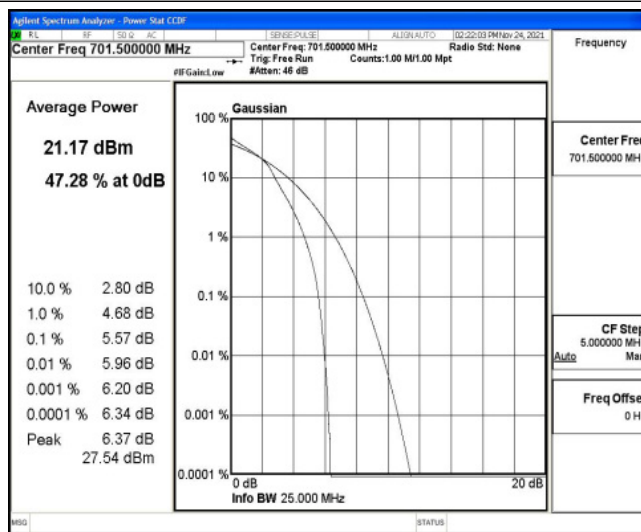 Agilent Spectrum Analyzer - Power Stat CCDF
RL RF 50 Ω AC SENSE:PULSE ALIGN AUTO 02:22:03 PM Nov 24, 2021
Center Freq 701.500000 MHz
Center Freq: 701.500000 MHz Radio Std: None
Trig: Free Run Counts:1.00 M/1.00 Mpt
#IFGain:Low #Atten: 46 dB
Frequency
Average Power
21.17 dBm
47.28 % at 0dB
10.0 % 2.80 dB
1.0 % 4.68 dB
0.1 % 5.57 dB
0.01 % 5.96 dB
0.001 % 6.20 dB
0.0001 % 6.34 dB
Peak 6.37 dB
27.54 dBm
Gaussian
100 %
10 %
1 %
0.1 %
0.01 %
0.001 %
0.0001 %
0 dB 20 dB
Info BW 25.000 MHz
Center Freq
701.500000 MH
CF Step
5.000000 MH
Auto Ma
Freq Offse
0 H
MSG STATUS